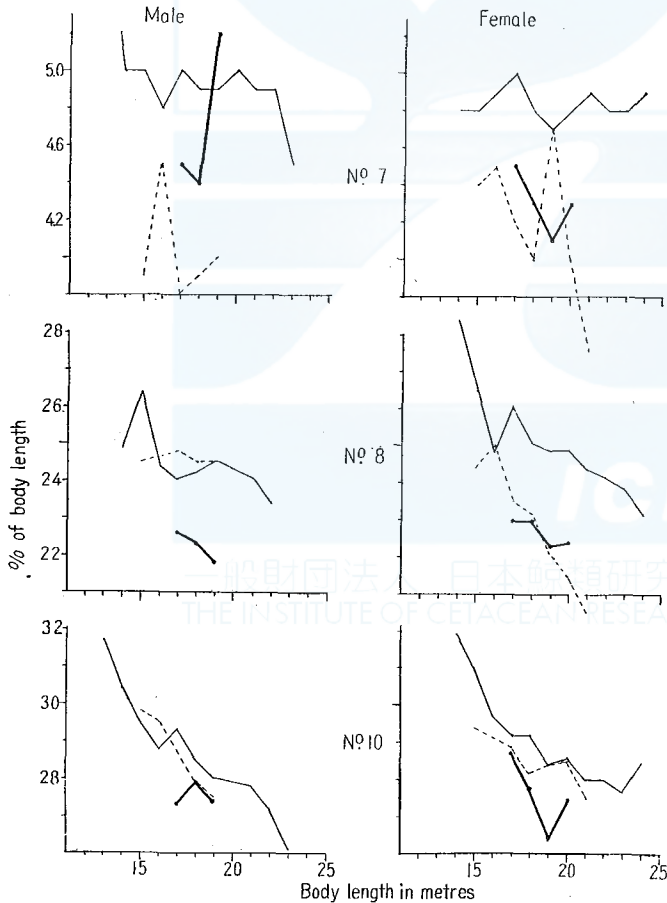 Male
Female
5.0
4.6
4.2
Nº 7
28
26
24
22
Nº 8
% of body length
ICR
一般財団法人 日本鯨類研究
THE INSTITUTE OF CETACEAN RESEAR
32
30
28
Nº 10
15
20
25
15
20
25
Body length in metres